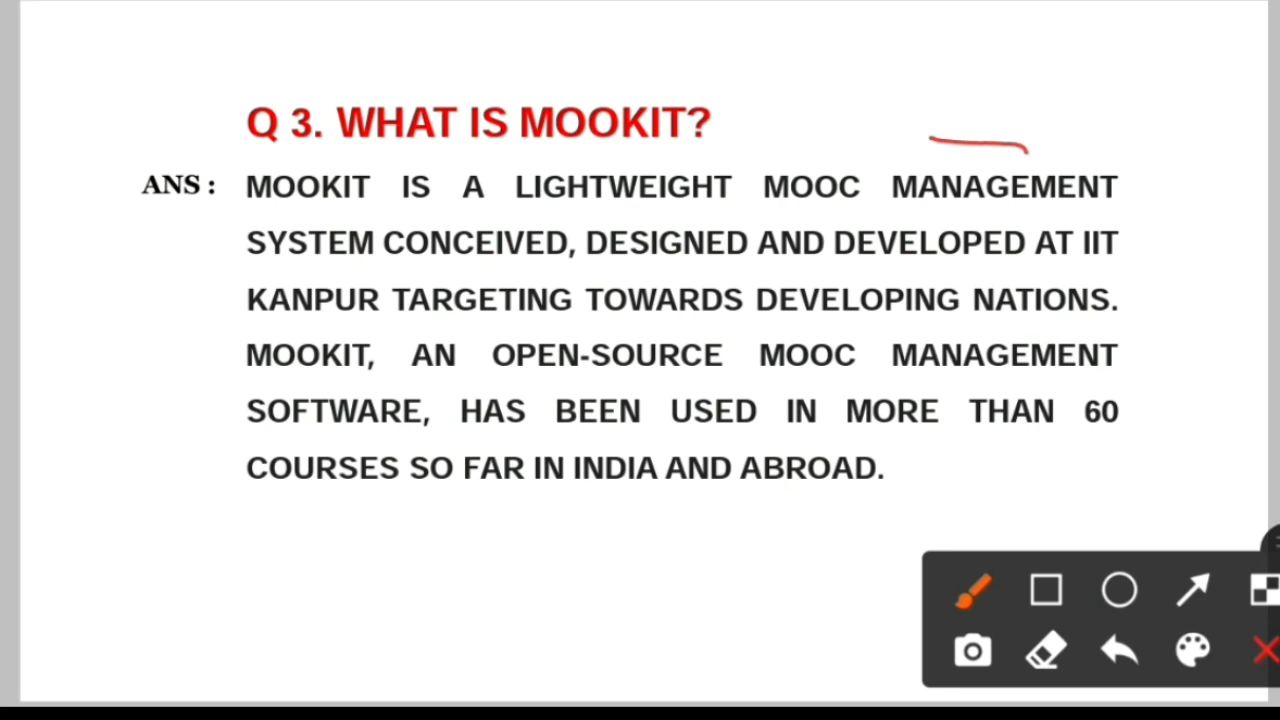 Q 3. WHAT IS MOOKIT?
ANS : MOOKIT IS A LIGHTWEIGHT MOOC MANAGEMENT
SYSTEM CONCEIVED, DESIGNED AND DEVELOPED AT IIT
KANPUR TARGETING TOWARDS DEVELOPING NATIONS.
MOOKIT, AN OPEN-SOURCE MOOC MANAGEMENT
SOFTWARE, HAS BEEN USED IN MORE THAN 60
COURSES SO FAR IN INDIA AND ABROAD.